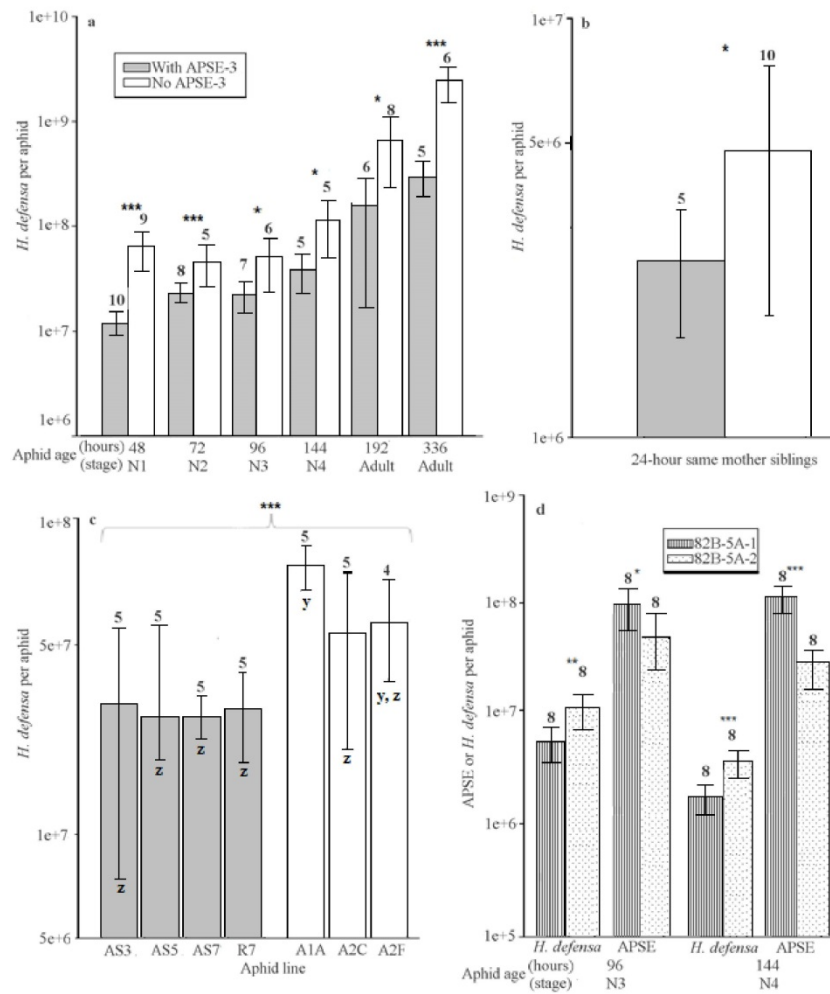 a
1e+10
With APSE-3
No APSE-3
***
6
1e+9
*
8
H. defensa per aphid
*
6
5
***
9
***
5
*
6
5
1e+8
10
8
7
5
1e+7
1e+6
Aphid age (hours) 48 72 96 144 192 336
(stage) N1 N2 N3 N4 Adult Adult
b
1e+7
*
10
5e+6
5
H. defensa per aphid
1e+6
24-hour same mother siblings
c
***
1e+8
5
5
4
5
5
5
5
y
5e+7
H. defensa per aphid
y, z
z
z
z
z
z
1e+7
5e+6
AS3 AS5 AS7 R7 A1A A2C A2F
Aphid line
d
1e+9
82B-5A-1
82B-5A-2
8*
8
8***
8
1e+8
APSE or H. defensa per aphid
8
**
8
***
8
8
1e+7
1e+6
1e+5
H. defensa APSE H. defensa APSE
Aphid age (hours) 96 144
(stage) N3 N4